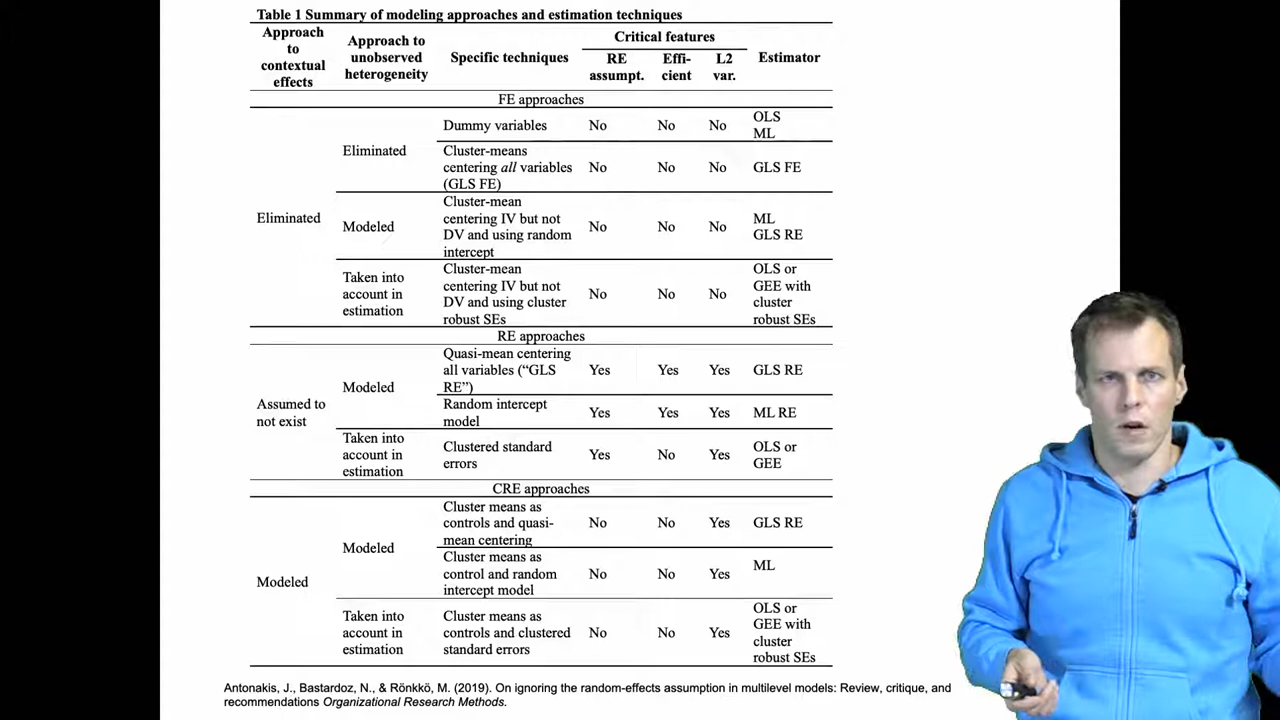 Table 1 Summary of modeling approaches and estimation techniques
Approach to contextual effects
Approach to unobserved heterogeneity
Specific techniques
Critical features
RE assumpt.
Effi-cient
L2 var.
Estimator
FE approaches
Eliminated
Eliminated
Dummy variables
No
No
No
OLS
ML
Cluster-means
centering all variables
(GLS FE)
No
No
No
GLS FE
Modeled
Cluster-mean
centering IV but not
DV and using random
intercept
No
No
No
ML
GLS RE
Taken into
account in
estimation
Cluster-mean
centering IV but not
DV and using cluster
robust SEs
No
No
No
OLS or
GEE with
cluster
robust SEs
RE approaches
Assumed to
not exist
Modeled
Quasi-mean centering
all variables (“GLS
RE”)
Yes
Yes
Yes
GLS RE
Random intercept
model
Yes
Yes
Yes
ML RE
Taken into
account in
estimation
Clustered standard
errors
Yes
No
Yes
OLS or
GEE
CRE approaches
Modeled
Modeled
Cluster means as
controls and quasi-
mean centering
No
No
Yes
GLS RE
Cluster means as
control and random
intercept model
No
No
Yes
ML
Taken into
account in
estimation
Cluster means as
controls and clustered
standard errors
No
No
Yes
OLS or
GEE with
cluster
robust SEs
Antonakis, J., Bastardoz, N., & Rönkkö, M. (2019). On ignoring the random-effects assumption in multilevel models: Review, critique, and
recommendations Organizational Research Methods.